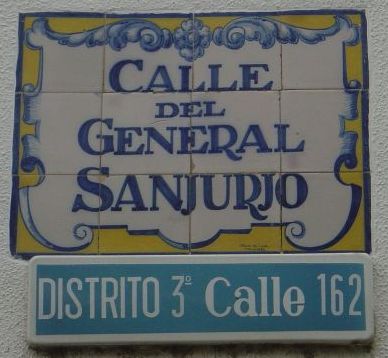 CALLE
DEL
GENERAL
SANJURJO
DISTRITO 3º Calle 162